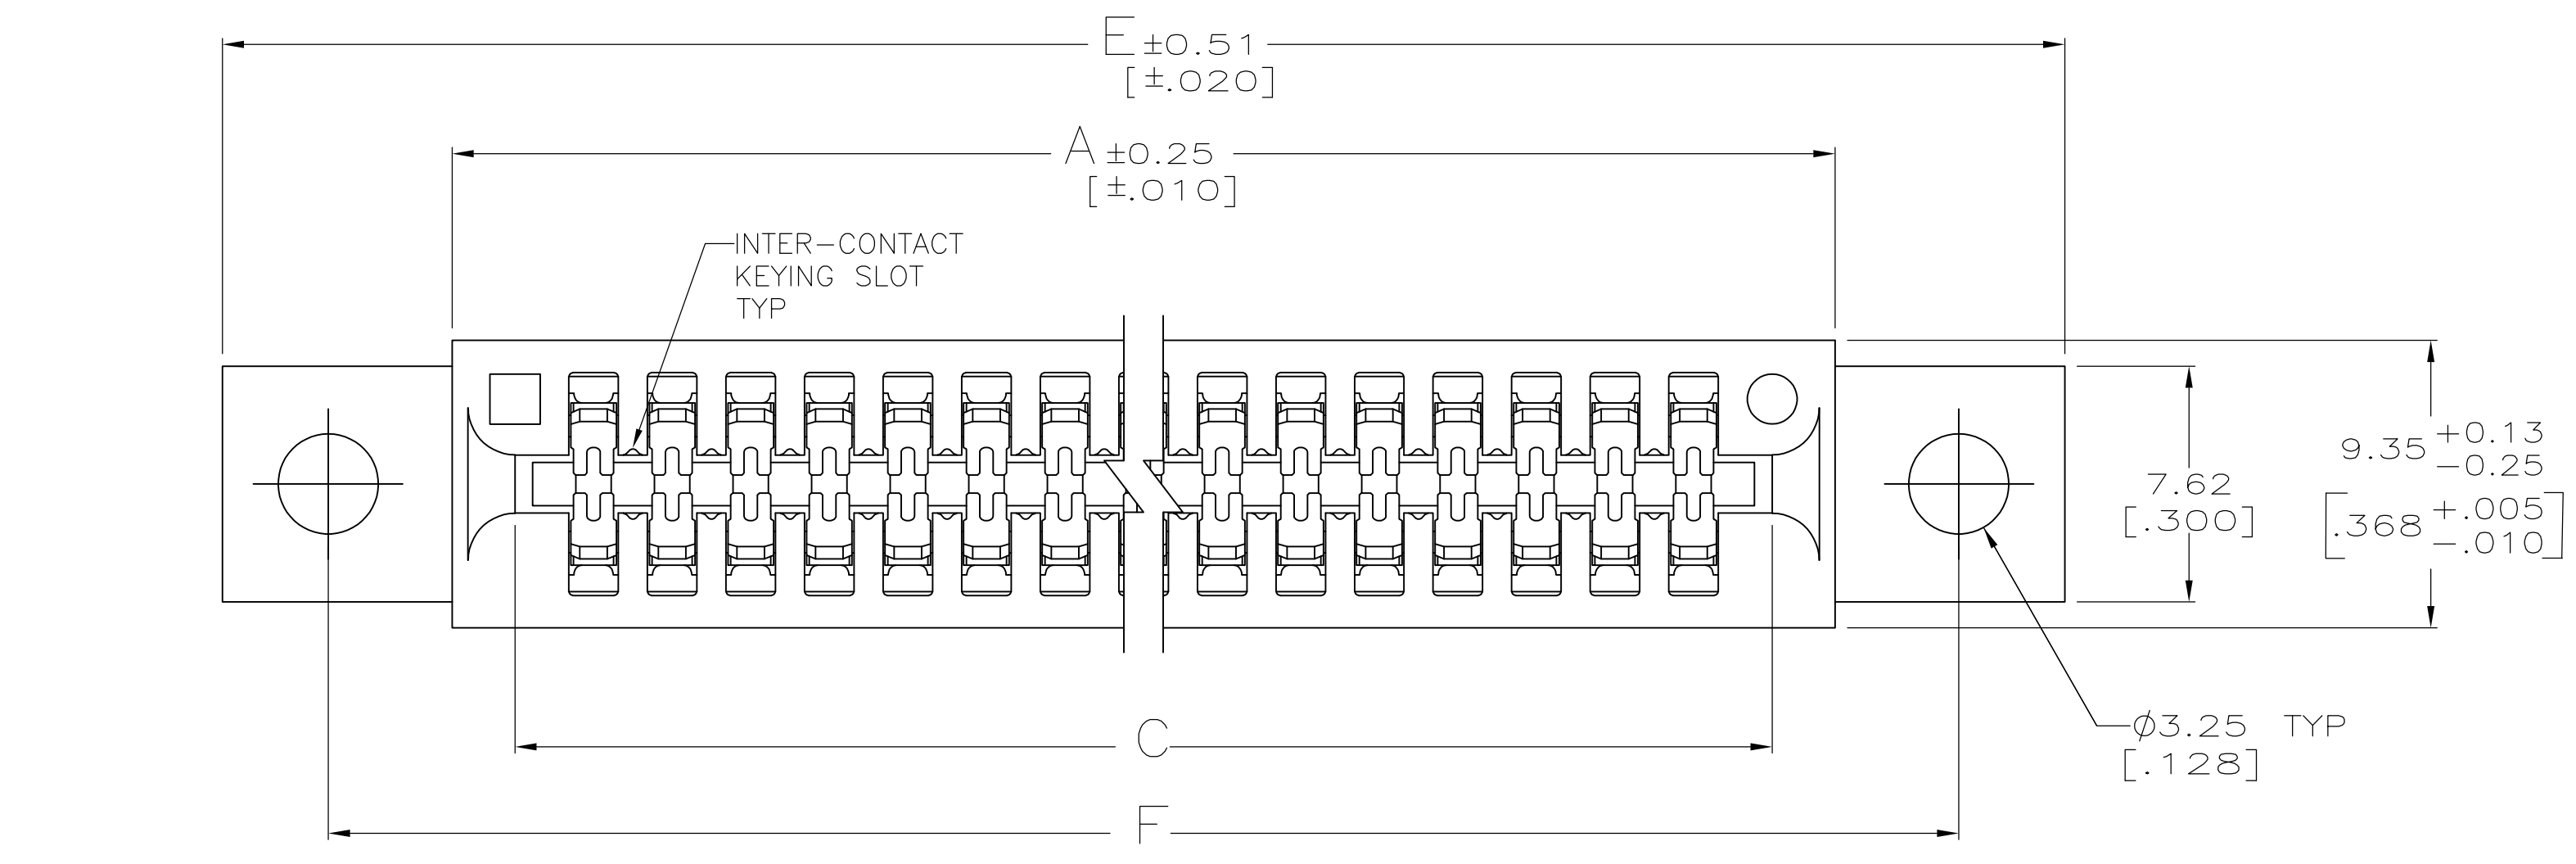 E ±0.51
[±.020]
A ±0.25
[±.010]
INTER-CONTACT
KEYING SLOT
TYP
9.35 +0.13
-0.25
[.368 +.005
-.010]
7.62
[.300]
C
⌀3.25 TYP
[.128]
F